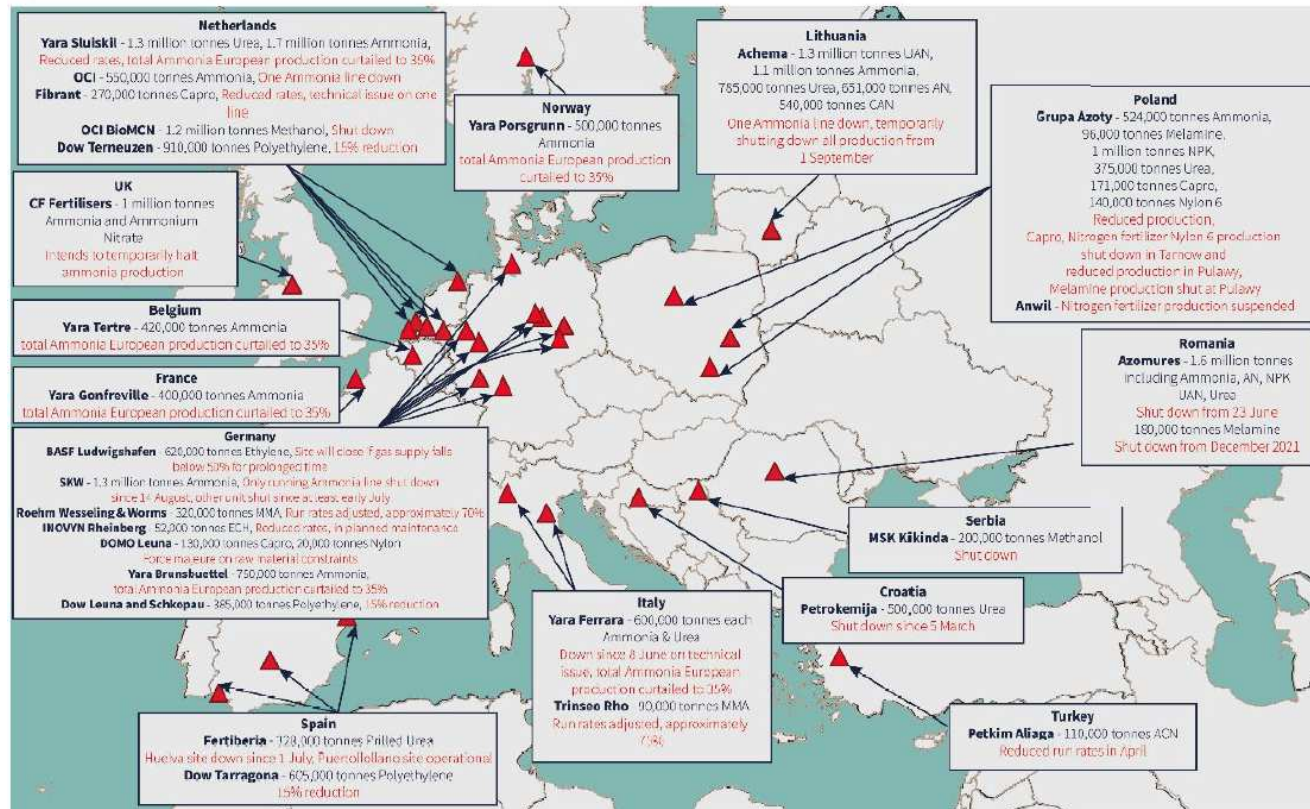 Netherlands
Yara Sluiskil - 1.3 million tonnes Urea, 1.7 million tonnes Ammonia,
Reduced rates, total Ammonia European production curtailed to 35%
OCI - 550,000 tonnes Ammonia, One Ammonia line down
Fibrant - 270,000 tonnes Capro, Reduced rates, technical issue on one
line
OCI BioMCN - 1.2 million tonnes Methanol, Shut down
Dow Terneuzen - 910,000 tonnes Polyethylene, 15% reduction
UK
CF Fertilisers - 1 million tonnes
Ammonia and Ammonium
Nitrate
Intends to temporarily halt
ammonia production
Belgium
Yara Tertre - 420,000 tonnes Ammonia
total Ammonia European production curtailed to 35%
France
Yara Gonfreville - 400,000 tonnes Ammonia
total Ammonia European production curtailed to 35%
Germany
BASF Ludwigshafen - 620,000 tonnes Ethylene, Site will close if gas supply falls
below 50% for prolonged time
SKW - 1.3 million tonnes Ammonia, Only running Ammonia line shut down
since 14 August, other unit shut since at least early July
Roehm Wesseling & Worms - 320,000 tonnes MMA, Run rates adjusted, approximately 70%
INOVYN Rheinberg - 52,000 tonnes ECH, Reduced rates, in planned maintenance
DOMO Leuna - 130,000 tonnes Capro, 20,000 tonnes Nylon
Force majeure on raw material constraints
Yara Brunsbuettel - 750,000 tonnes Ammonia,
total Ammonia European production curtailed to 35%
Dow Leuna and Schkopau - 385,000 tonnes Polyethylene, 15% reduction
Spain
Fertiberia - 328,000 tonnes Prilled Urea
Huelva site down since 1 July, Puertollollano site operational
Dow Tarragona - 605,000 tonnes Polyethylene
15% reduction
Norway
Yara Porsgrunn - 500,000 tonnes
Ammonia
total Ammonia European production
curtailed to 35%
Lithuania
Achema - 1.3 million tonnes UAN,
1.1 million tonnes Ammonia,
785,000 tonnes Urea, 651,000 tonnes AN,
540,000 tonnes CAN
One Ammonia line down, temporarily
shutting down all production from
1 September
Poland
Grupa Azoty - 524,000 tonnes Ammonia,
96,000 tonnes Melamine,
1 million tonnes NPK,
375,000 tonnes Urea,
171,000 tonnes Capro,
140,000 tonnes Nylon 6
Reduced production,
Capro, Nitrogen fertilizer Nylon 6 production
shut down in Tarnow and
reduced production in Pulawy,
Melamine production shut at Pulawy
Anwil - Nitrogen fertilizer production suspended
Romania
Azomures - 1.6 million tonnes
including Ammonia, AN, NPK
UAN, Urea
Shut down from 23 June
180,000 tonnes Melamine
Shut down from December 2021
Serbia
MSK Kikinda - 200,000 tonnes Methanol
Shut down
Croatia
Petrokemija - 500,000 tonnes Urea
Shut down since 5 March
Italy
Yara Ferrara - 600,000 tonnes each
Ammonia & Urea
Down since 8 June on technical
issue, total Ammonia European
production curtailed to 35%
Trinseo Rho - 90,000 tonnes MMA
Run rates adjusted, approximately
Turkey
Petkim Aliaga - 110,000 tonnes ACN
Reduced run rates in April